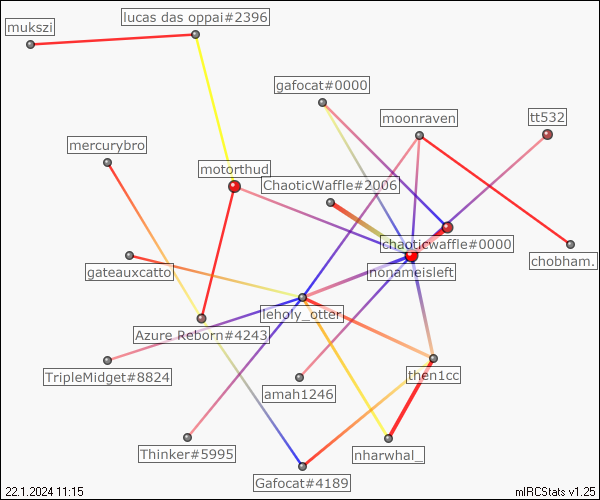 lucas das oppai#2396
mukszi
gafocat#0000
moonraven
tt532
mercurybro
motorthud
ChaoticWaffle#2006
chaoticwaffle#0000
chobham.
gateauxcatto
nonameisleft
leholy_otter
Azure Reborn#4243
TripleMidget#8824
then1cc
amah1246
Thinker#5995
nharwhal_
Gafocat#4189
22.1.2024 11:15
mIRCStats v1.25